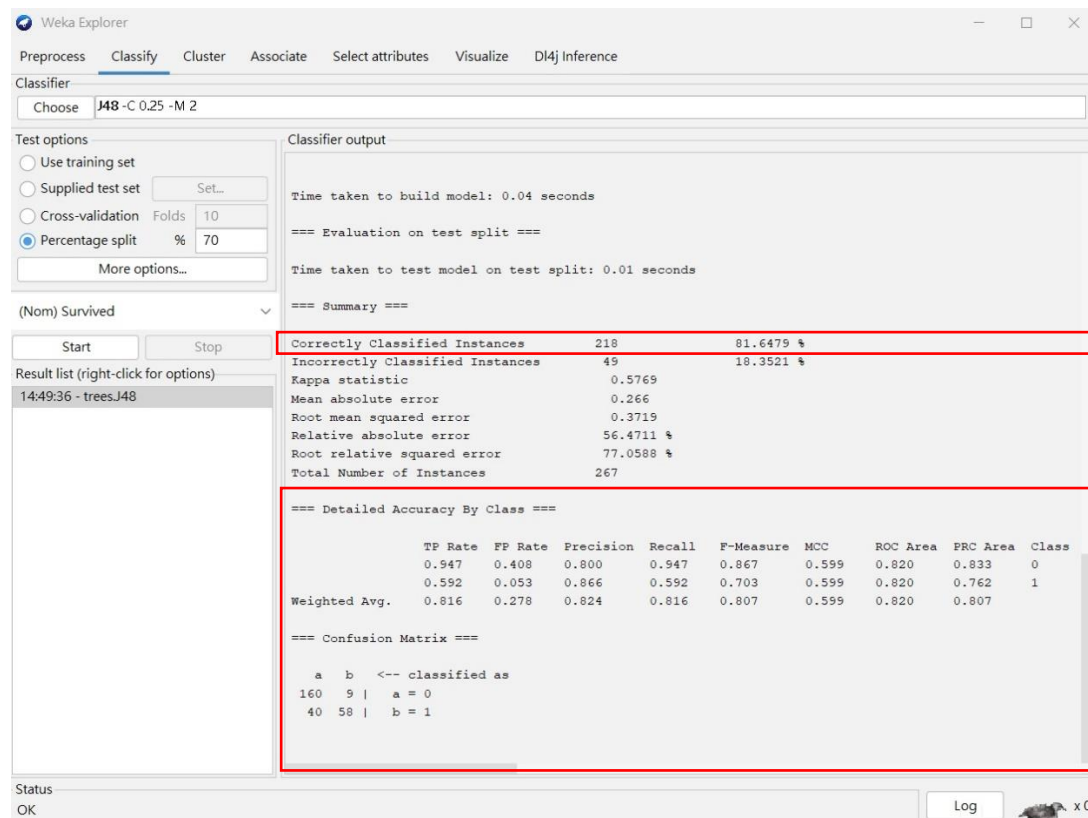 Weka Explorer
Preprocess Classify Cluster Associate Select attributes Visualize Dl4j Inference
Classifier
Choose J48 -C 0.25 -M 2
Test options
Use training set
Supplied test set Set...
Cross-validation Folds 10
Percentage split % 70
More options...
(Nom) Survived
Start Stop
Result list (right-click for options)
14:49:36 - trees.J48
Classifier output
Time taken to build model: 0.04 seconds
=== Evaluation on test split ===
Time taken to test model on test split: 0.01 seconds
=== Summary ===
Correctly Classified Instances 218 81.6479 %
Incorrectly Classified Instances 49 18.3521 %
Kappa statistic 0.5769
Mean absolute error 0.266
Root mean squared error 0.3719
Relative absolute error 56.4711 %
Root relative squared error 77.0588 %
Total Number of Instances 267
=== Detailed Accuracy By Class ===
TP Rate FP Rate Precision Recall F-Measure MCC ROC Area PRC Area Class
0.947 0.408 0.800 0.947 0.867 0.599 0.820 0.833 0
0.592 0.053 0.866 0.592 0.703 0.599 0.820 0.762 1
Weighted Avg. 0.816 0.278 0.824 0.816 0.807 0.599 0.820 0.807
=== Confusion Matrix ===
a b <-- classified as
160 9 | a = 0
40 58 | b = 1
Status
OK
Log
x 0